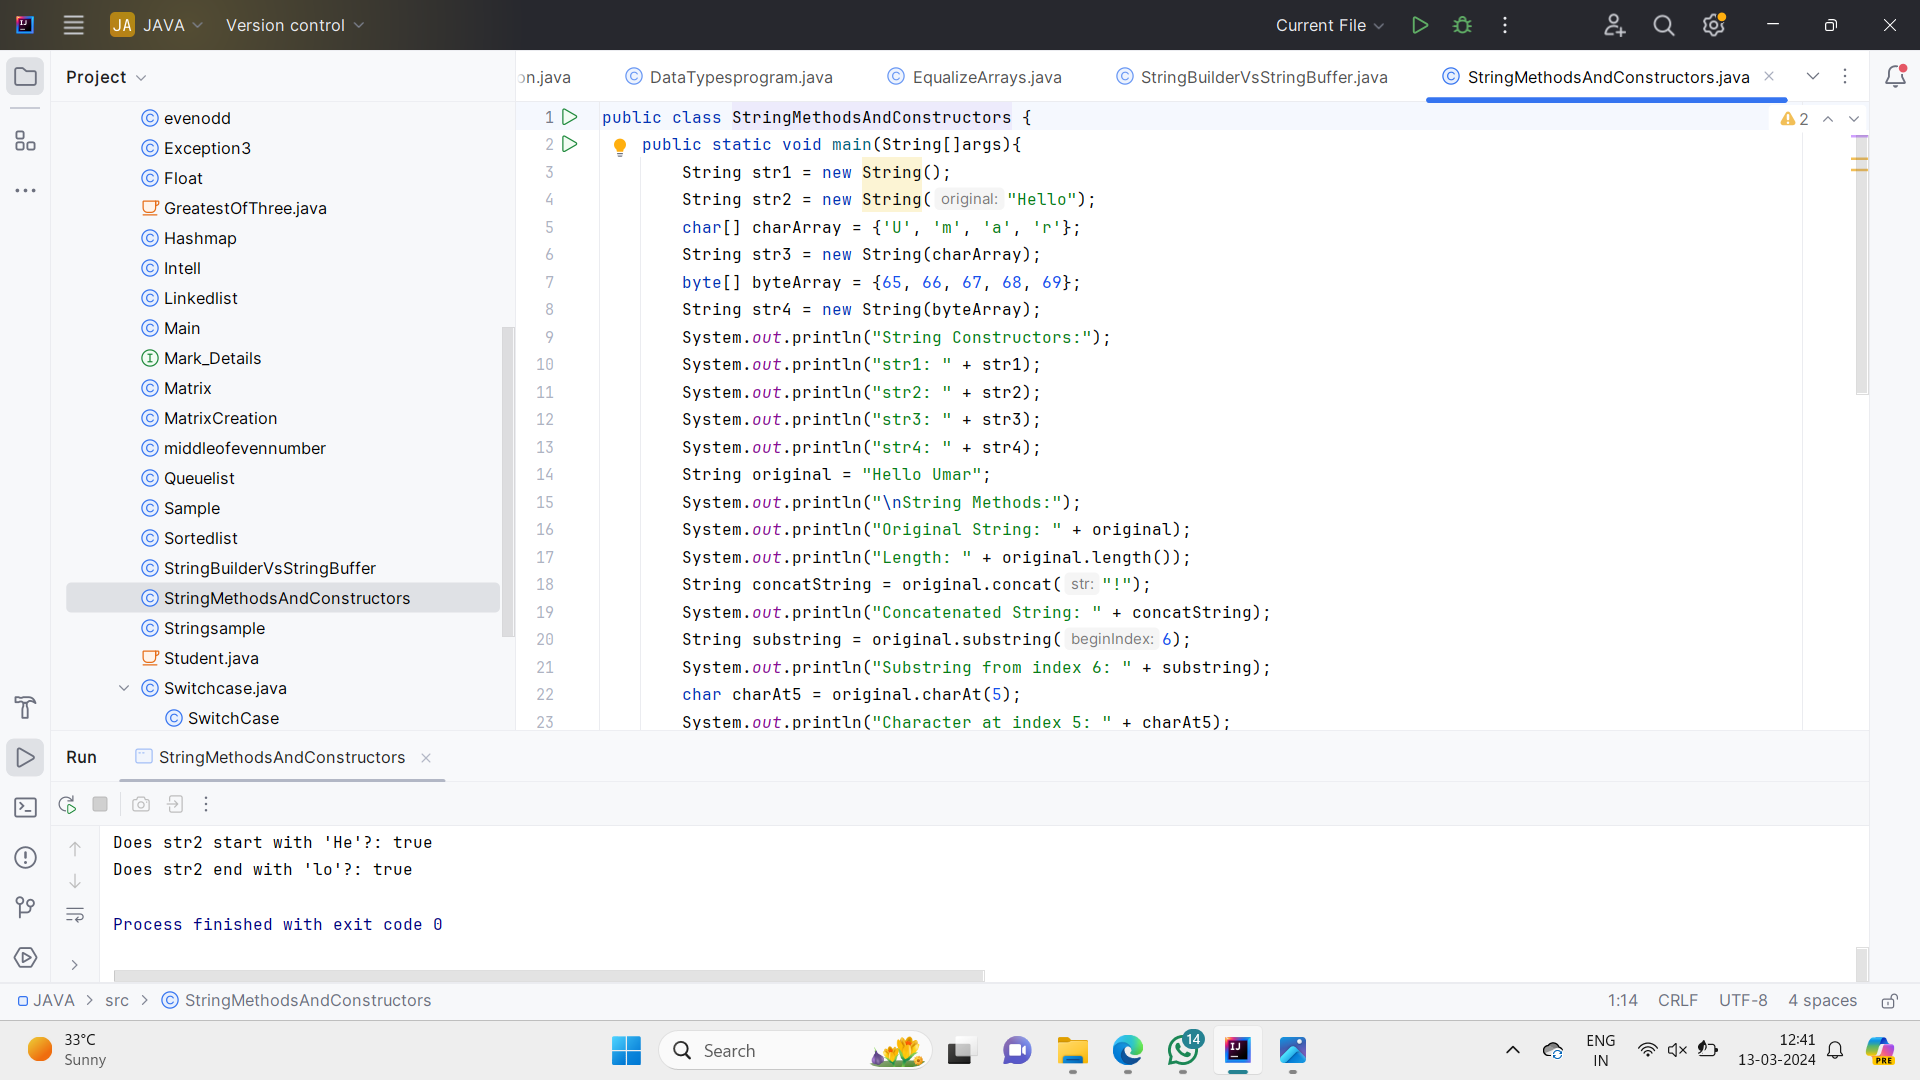 JA JAVA Version control Current File
Project
on.java DataTypesprogram.java EqualizeArrays.java StringBuilderVsStringBuffer.java StringMethodsAndConstructors.java
evenodd
Exception3
Float
GreatestOfThree.java
Hashmap
Intell
Linkedlist
Main
Mark_Details
Matrix
MatrixCreation
middleofevennumber
Queuelist
Sample
Sortedlist
StringBuilderVsStringBuffer
StringMethodsAndConstructors
Stringsample
Student.java
Switchcase.java
SwitchCase
1 public class StringMethodsAndConstructors {
2 public static void main(String[]args){
3 String str1 = new String();
4 String str2 = new String( original: "Hello");
5 char[] charArray = {'U', 'm', 'a', 'r'};
6 String str3 = new String(charArray);
7 byte[] byteArray = {65, 66, 67, 68, 69};
8 String str4 = new String(byteArray);
9 System.out.println("String Constructors:");
10 System.out.println("str1: " + str1);
11 System.out.println("str2: " + str2);
12 System.out.println("str3: " + str3);
13 System.out.println("str4: " + str4);
14 String original = "Hello Umar";
15 System.out.println("\nString Methods:");
16 System.out.println("Original String: " + original);
17 System.out.println("Length: " + original.length());
18 String concatString = original.concat( str: "!");
19 System.out.println("Concatenated String: " + concatString);
20 String substring = original.substring( beginIndex: 6);
21 System.out.println("Substring from index 6: " + substring);
22 char charAt5 = original.charAt(5);
23 System.out.println("Character at index 5: " + charAt5);
2
Run StringMethodsAndConstructors
Does str2 start with 'He'?: true
Does str2 end with 'lo'?: true
Process finished with exit code 0
JAVA > src > StringMethodsAndConstructors 1:14 CRLF UTF-8 4 spaces
33°C
Sunny
Search
14
ENG
IN
12:41
13-03-2024
PRE